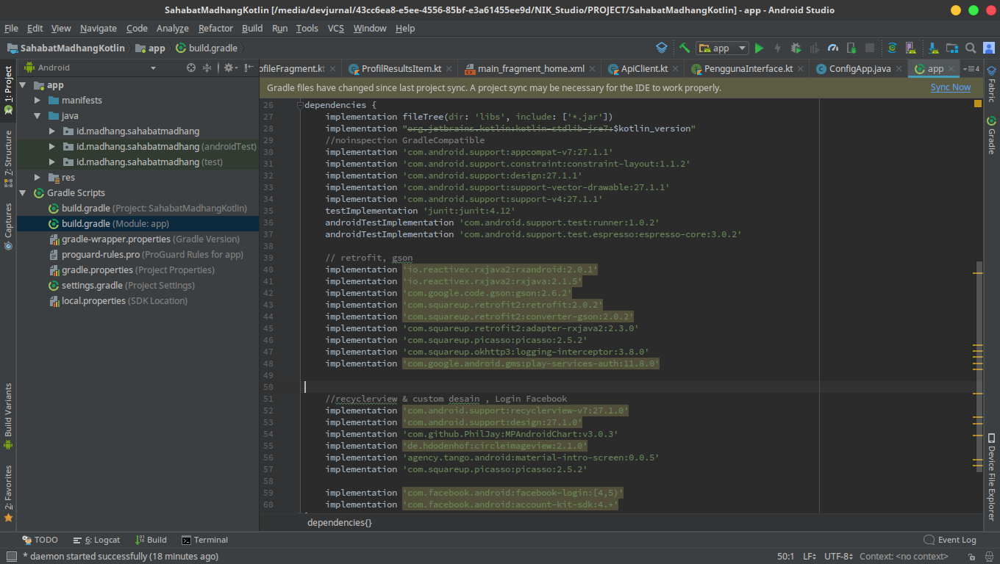 SahabatMadhangKotlin [/media/devjurnal/43cc6ea8-e5ee-4556-85bf-e3a61455ee9d/NIK_Studio/PROJECT/SahabatMadhangKotlin] - app - Android Studio
File Edit View Navigate Code Analyze Refactor Build Run Tools VCS Window Help
SahabatMadhangKotlin app build.gradle app
1: Project
7: Structure
Captures
Build Variants
2: Favorites
Android
app
manifests
java
id.madhang.sahabatmadhang
id.madhang.sahabatmadhang (androidTest)
id.madhang.sahabatmadhang (test)
res
Gradle Scripts
build.gradle (Project: SahabatMadhangKotlin)
build.gradle (Module: app)
gradle-wrapper.properties (Gradle Version)
proguard-rules.pro (ProGuard Rules for app)
gradle.properties (Project Properties)
settings.gradle (Project Settings)
local.properties (SDK Location)
ofileFragment.kt ProfilResultsItem.kt main_fragment_home.xml ApiClient.kt PenggunaInterface.kt ConfigApp.java app 4
Gradle files have changed since last project sync. A project sync may be necessary for the IDE to work properly. Sync Now
26 dependencies {
27 implementation fileTree(dir: 'libs', include: ['*.jar'])
28 implementation "org.jetbrains.kotlin:kotlin-stdlib-jre7:$kotlin_version"
29 //noinspection GradleCompatible
30 implementation 'com.android.support:appcompat-v7:27.1.1'
31 implementation 'com.android.support.constraint:constraint-layout:1.1.2'
32 implementation 'com.android.support:design:27.1.1'
33 implementation 'com.android.support:support-vector-drawable:27.1.1'
34 implementation 'com.android.support:support-v4:27.1.1'
35 testImplementation 'junit:junit:4.12'
36 androidTestImplementation 'com.android.support.test:runner:1.0.2'
37 androidTestImplementation 'com.android.support.test.espresso:espresso-core:3.0.2'
38
39 // retrofit, gson
40 implementation 'io.reactivex.rxjava2:rxandroid:2.0.1'
41 implementation 'io.reactivex.rxjava2:rxjava:2.1.5'
42 implementation 'com.google.code.gson:gson:2.6.2'
43 implementation 'com.squareup.retrofit2:retrofit:2.0.2'
44 implementation 'com.squareup.retrofit2:converter-gson:2.0.2'
45 implementation 'com.squareup.retrofit2:adapter-rxjava2:2.3.0'
46 implementation 'com.squareup.picasso:picasso:2.5.2'
47 implementation 'com.squareup.okhttp3:logging-interceptor:3.8.0'
48 implementation 'com.google.android.gms:play-services-auth:11.8.0'
49
50
51 //recyclerview & custom desain , Login Facebook
52 implementation 'com.android.support:recyclerview-v7:27.1.0'
53 implementation 'com.android.support:design:27.1.0'
54 implementation 'com.github.PhilJay:MPAndroidChart:v3.0.3'
55 implementation 'de.hdodenhof:circleimageview:2.1.0'
56 implementation 'agency.tango.android:material-intro-screen:0.0.5'
57 implementation 'com.squareup.picasso:picasso:2.5.2'
58
59 implementation 'com.facebook.android:facebook-login:[4,5)'
60 implementation 'com.facebook.android:account-kit-sdk:4.+'
dependencies{}
Fabric
Gradle
Device File Explorer
TODO 6: Logcat Build Terminal Event Log
* daemon started successfully (18 minutes ago) 50:1 LF UTF-8 Context: <no context>